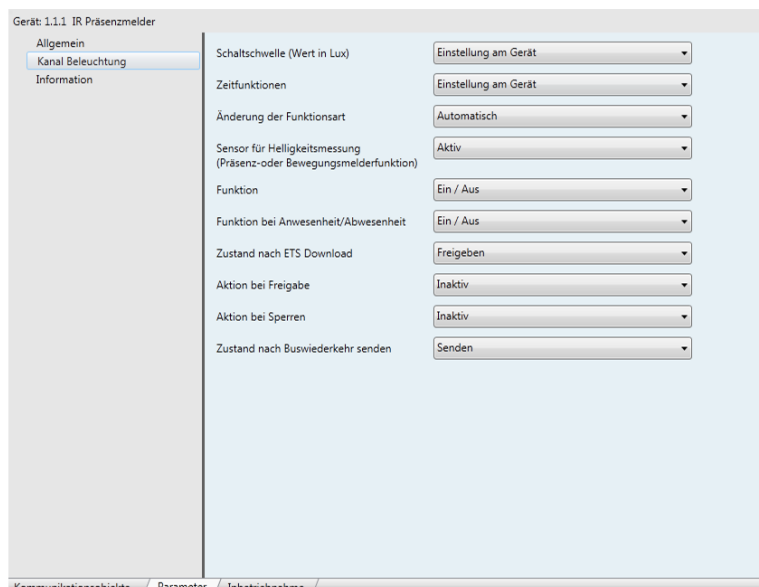 Gerät: 1.1.1 IR Präsenzmelder
Allgemein
Kanal Beleuchtung
Information
Schaltschwelle (Wert in Lux)
Einstellung am Gerät
Zeitfunktionen
Einstellung am Gerät
Änderung der Funktionsart
Automatisch
Sensor für Helligkeitsmessung
(Präsenz-oder Bewegungsmelderfunktion)
Aktiv
Funktion
Ein / Aus
Funktion bei Anwesenheit/Abwesenheit
Ein / Aus
Zustand nach ETS Download
Freigeben
Aktion bei Freigabe
Inaktiv
Aktion bei Sperren
Inaktiv
Zustand nach Buswiederkehr senden
Senden
Kommunikationsobjekte
Parameter
Inbetriebnahme